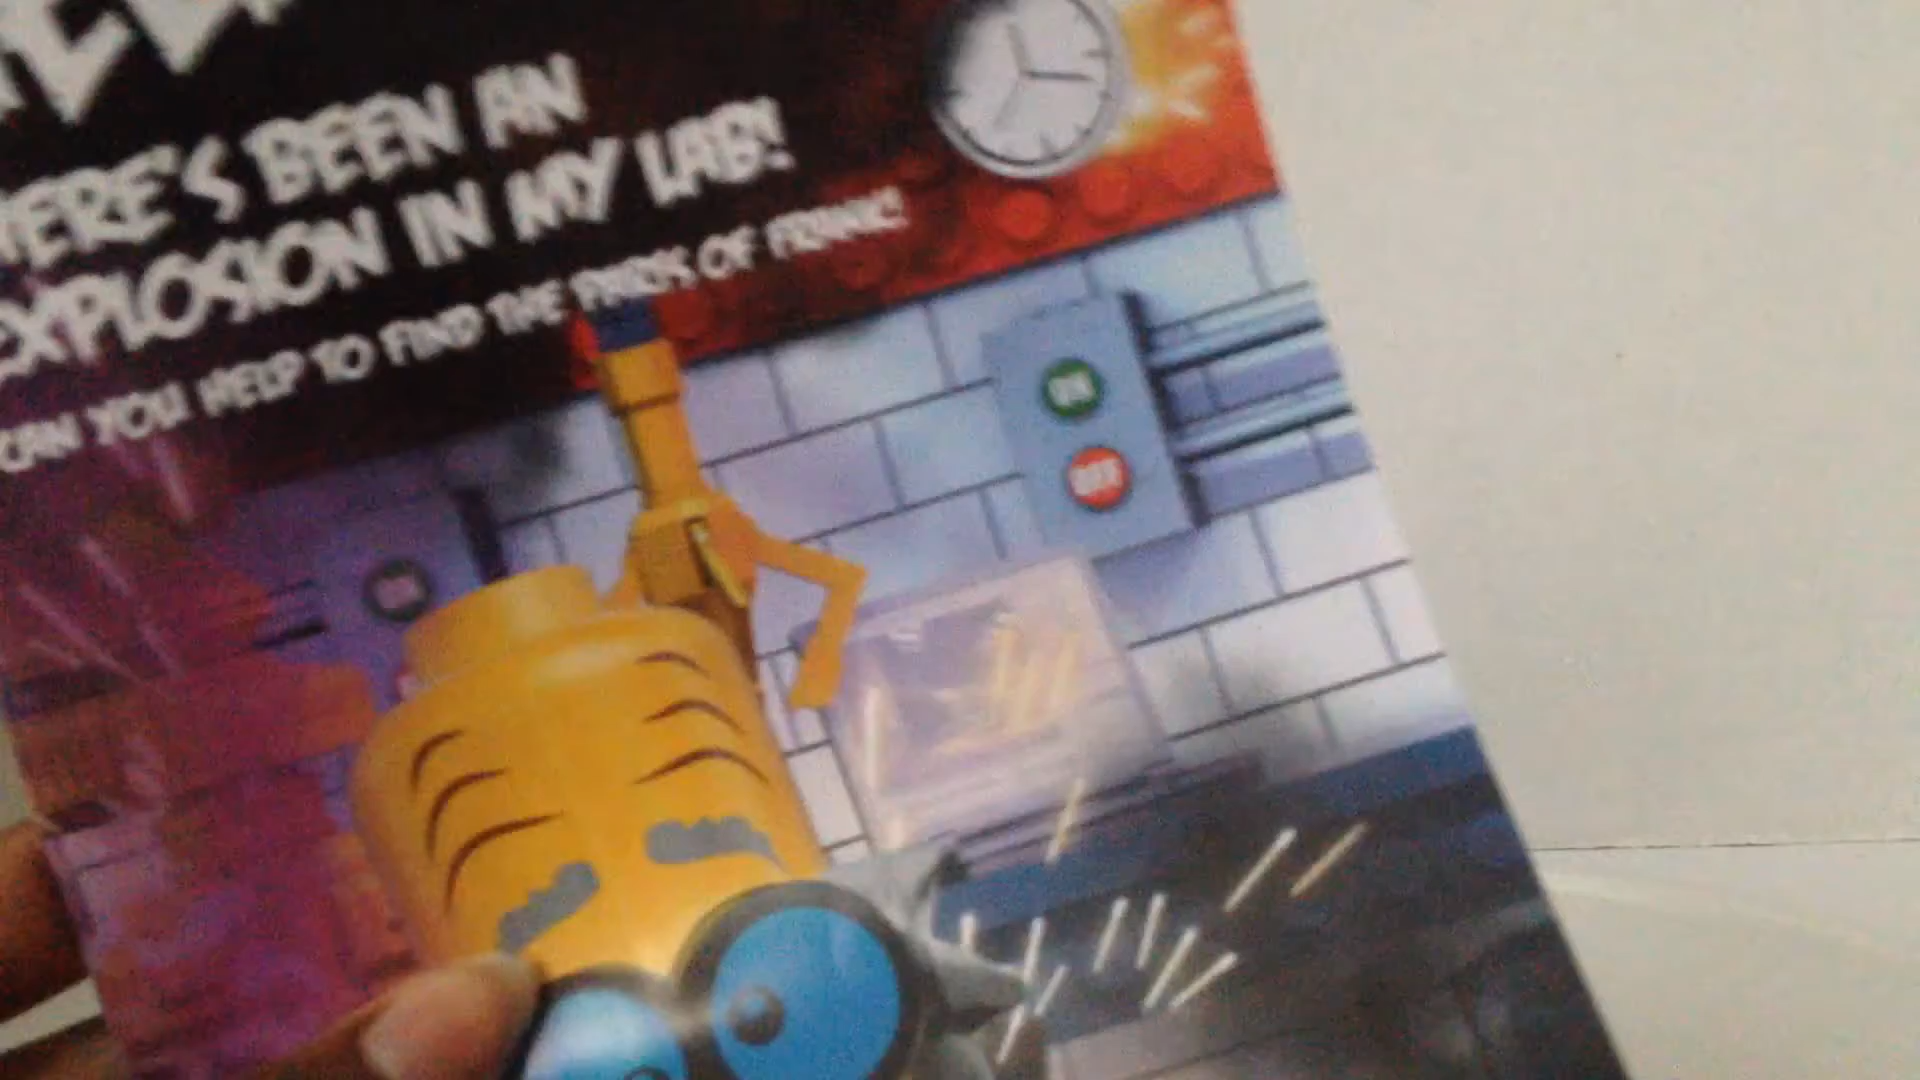 HERE'S BEEN AN
EXPLOSION IN MY LAB!
CAN YOU HELP TO FIND THE PARTS OF FRANK!
ON
OFF